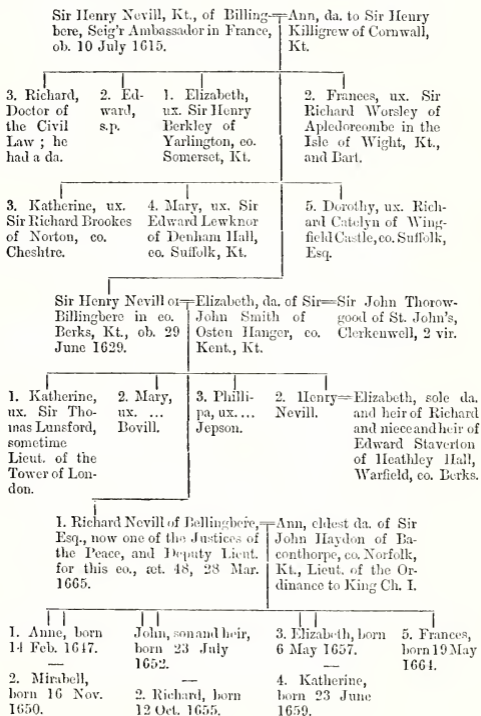 Sir Henry Nevill, Kt., of Billing-
bere, Seig'r Ambassador in France,
ob. 10 July 1615.
Ann, da. to Sir Henry
Killigrew of Cornwall,
Kt.
3. Richard,
Doctor of
the Civil
Law ; he
had a da.
2. Ed-
ward,
s.p.
1. Elizabeth,
ux. Sir Henry
Berkley of
Yarlington, co.
Somerset, Kt.
2. Frances, ux. Sir
Richard Worsley of
Apledorecombe in the
Isle of Wight, Kt.,
and Bart.
3. Katherine, ux.
Sir Richard Brookes
of Norton, co.
Cheshtre.
4. Mary, ux. Sir
Edward Lewknor
of Denham Hall,
co. Suffolk, Kt.
5. Dorothy, ux. Rich-
ard Catelyn of Wing-
field Castle, co. Suffolk,
Esq.
Sir Henry Nevill of
Billingbere in co.
Berks, Kt., ob. 29
June 1629.
Elizabeth, da. of Sir
John Smith of
Osten Hanger, co.
Kent., Kt.
Sir John Thorow-
good of St. John's,
Clerkenwell, 2 vir.
1. Katherine,
ux. Sir Tho-
mas Lunsford,
sometime
Lieut. of the
Tower of Lon-
don.
2. Mary,
ux. ...
Bovill.
3. Philli-
pa, ux....
Jepson.
2. Henry
Nevill.
Elizabeth, sole da.
and heir of Richard
and niece and heir of
Edward Staverton
of Heathley Hall,
Warfield, co. Berks.
1. Richard Nevill of Bellingbere,
Esq., now one of the Justices of
the Peace, and Deputy Lieut.
for this co., æt. 48, 28 Mar.
1665.
Ann, eldest da. of Sir
John Haydon of Ba-
conthorpe, co. Norfolk,
Kt., Lieut. of the Or-
dinance to King Ch. I.
1. Anne, born
14 Feb. 1647.
—
2. Mirabell,
born 16 Nov.
1650.
John, son and heir,
born 23 July
1652.
—
2. Richard, born
12 Oct. 1655.
3. Elizabeth, born
6 May 1657.
—
4. Katherine,
born 23 June
1659.
5. Frances,
born 19 May
1664.